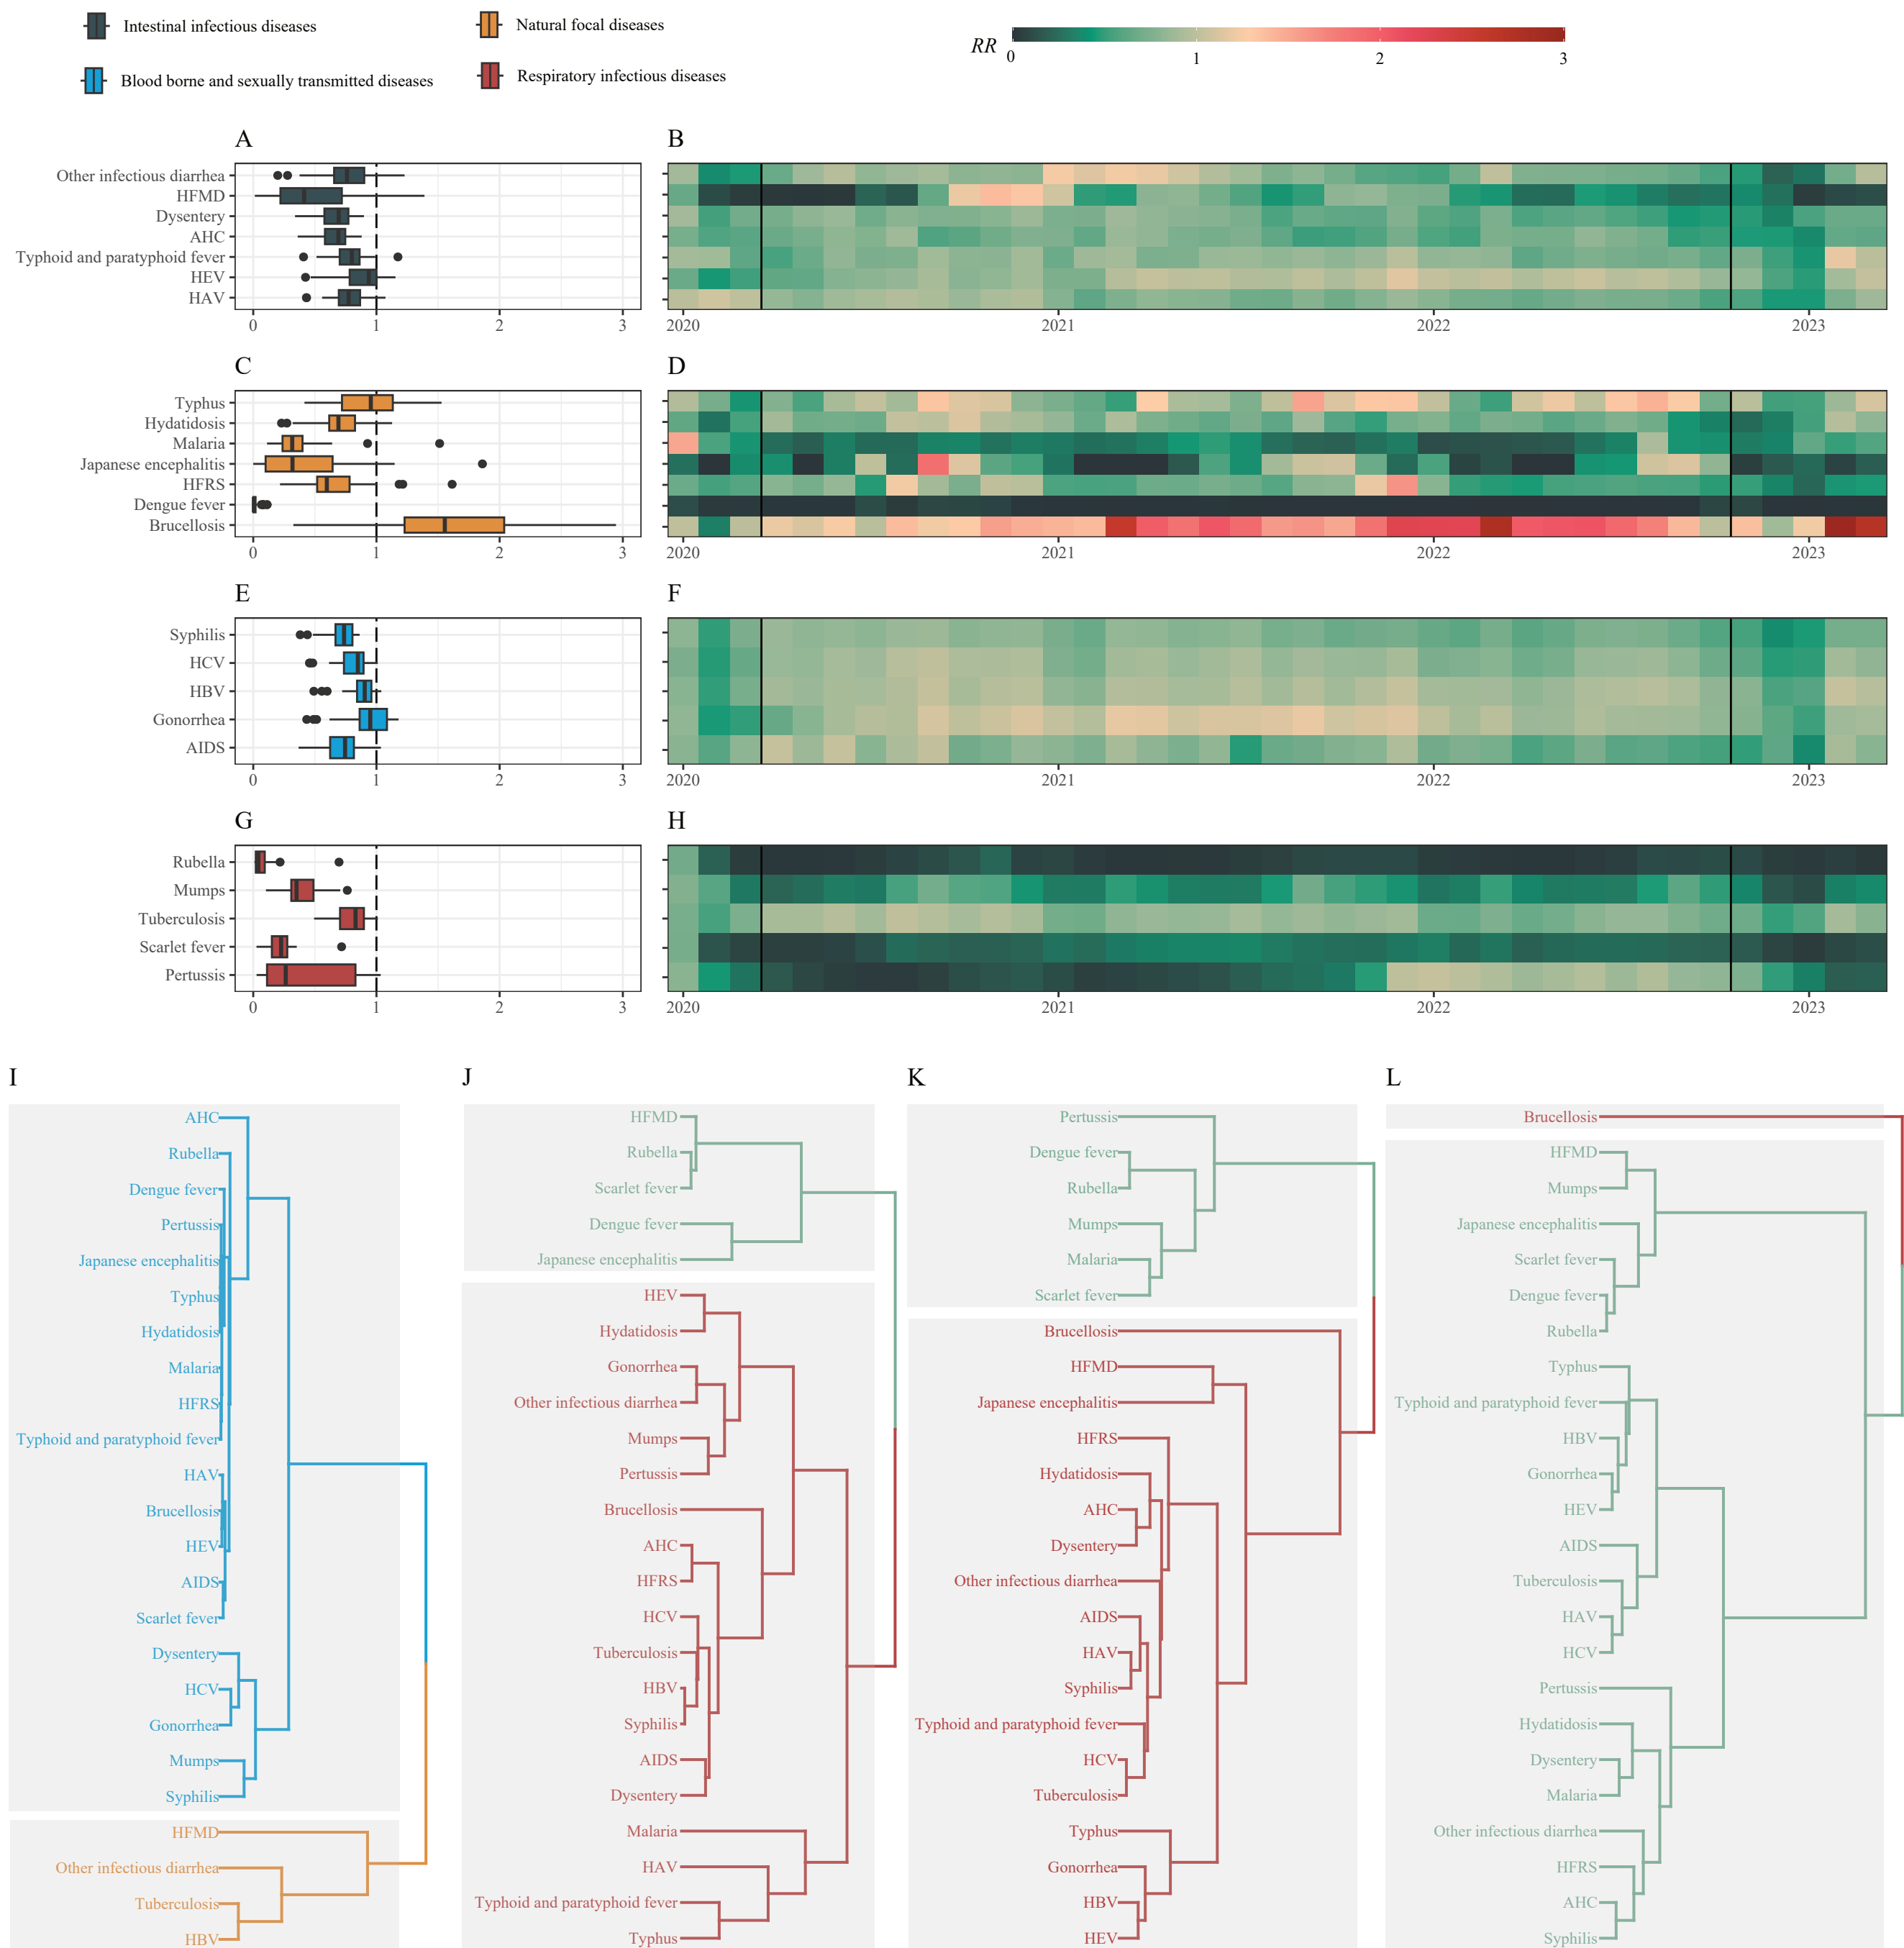 Intestinal infectious diseases
Natural focal diseases
Blood borne and sexually transmitted diseases
Respiratory infectious diseases
RR
0 1 2 3
A
Other infectious diarrhea
HFMD
Dysentery
AHC
Typhoid and paratyphoid fever
HEV
HAV
0 1 2 3
B
2020 2021 2022 2023
C
Typhus
Hydatidosis
Malaria
Japanese encephalitis
HFRS
Dengue fever
Brucellosis
0 1 2 3
D
2020 2021 2022 2023
E
Syphilis
HCV
HBV
Gonorrhea
AIDS
0 1 2 3
F
2020 2021 2022 2023
G
Rubella
Mumps
Tuberculosis
Scarlet fever
Pertussis
0 1 2 3
H
2020 2021 2022 2023
I
AHC
Rubella
Dengue fever
Pertussis
Japanese encephalitis
Typhus
Hydatidosis
Malaria
HFRS
Typhoid and paratyphoid fever
HAV
Brucellosis
HEV
AIDS
Scarlet fever
Dysentery
HCV
Gonorrhea
Mumps
Syphilis
HFMD
Other infectious diarrhea
Tuberculosis
HBV
J
HFMD
Rubella
Scarlet fever
Dengue fever
Japanese encephalitis
HEV
Hydatidosis
Gonorrhea
Other infectious diarrhea
Mumps
Pertussis
Brucellosis
AHC
HFRS
HCV
Tuberculosis
HBV
Syphilis
AIDS
Dysentery
Malaria
HAV
Typhoid and paratyphoid fever
Typhus
K
Pertussis
Dengue fever
Rubella
Mumps
Malaria
Scarlet fever
Brucellosis
HFMD
Japanese encephalitis
HFRS
Hydatidosis
AHC
Dysentery
Other infectious diarrhea
AIDS
HAV
Syphilis
Typhoid and paratyphoid fever
HCV
Tuberculosis
Typhus
Gonorrhea
HBV
HEV
L
Brucellosis
HFMD
Mumps
Japanese encephalitis
Scarlet fever
Dengue fever
Rubella
Typhus
Typhoid and paratyphoid fever
HBV
Gonorrhea
HEV
AIDS
Tuberculosis
HAV
HCV
Pertussis
Hydatidosis
Dysentery
Malaria
Other infectious diarrhea
HFRS
AHC
Syphilis